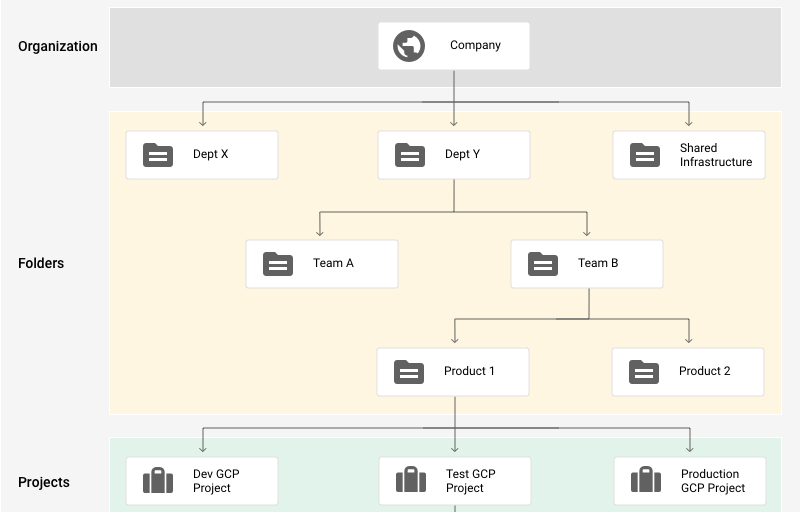 Organization
Company
Dept X
Dept Y
Shared
Infrastructure
Folders
Team A
Team B
Product 1
Product 2
Projects
Dev GCP
Project
Test GCP
Project
Production
GCP Project